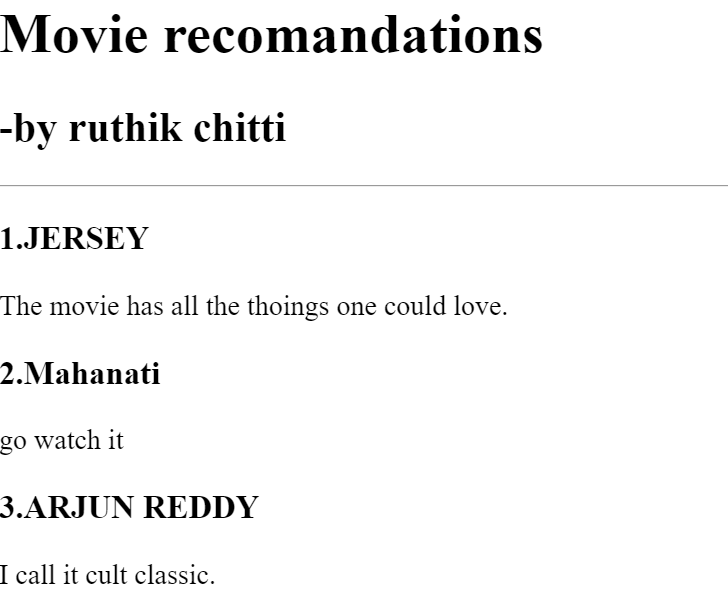 Movie recomandations
-by ruthik chitti
1.JERSEY
The movie has all the thoings one could love.
2.Mahanati
go watch it
3.ARJUN REDDY
I call it cult classic.